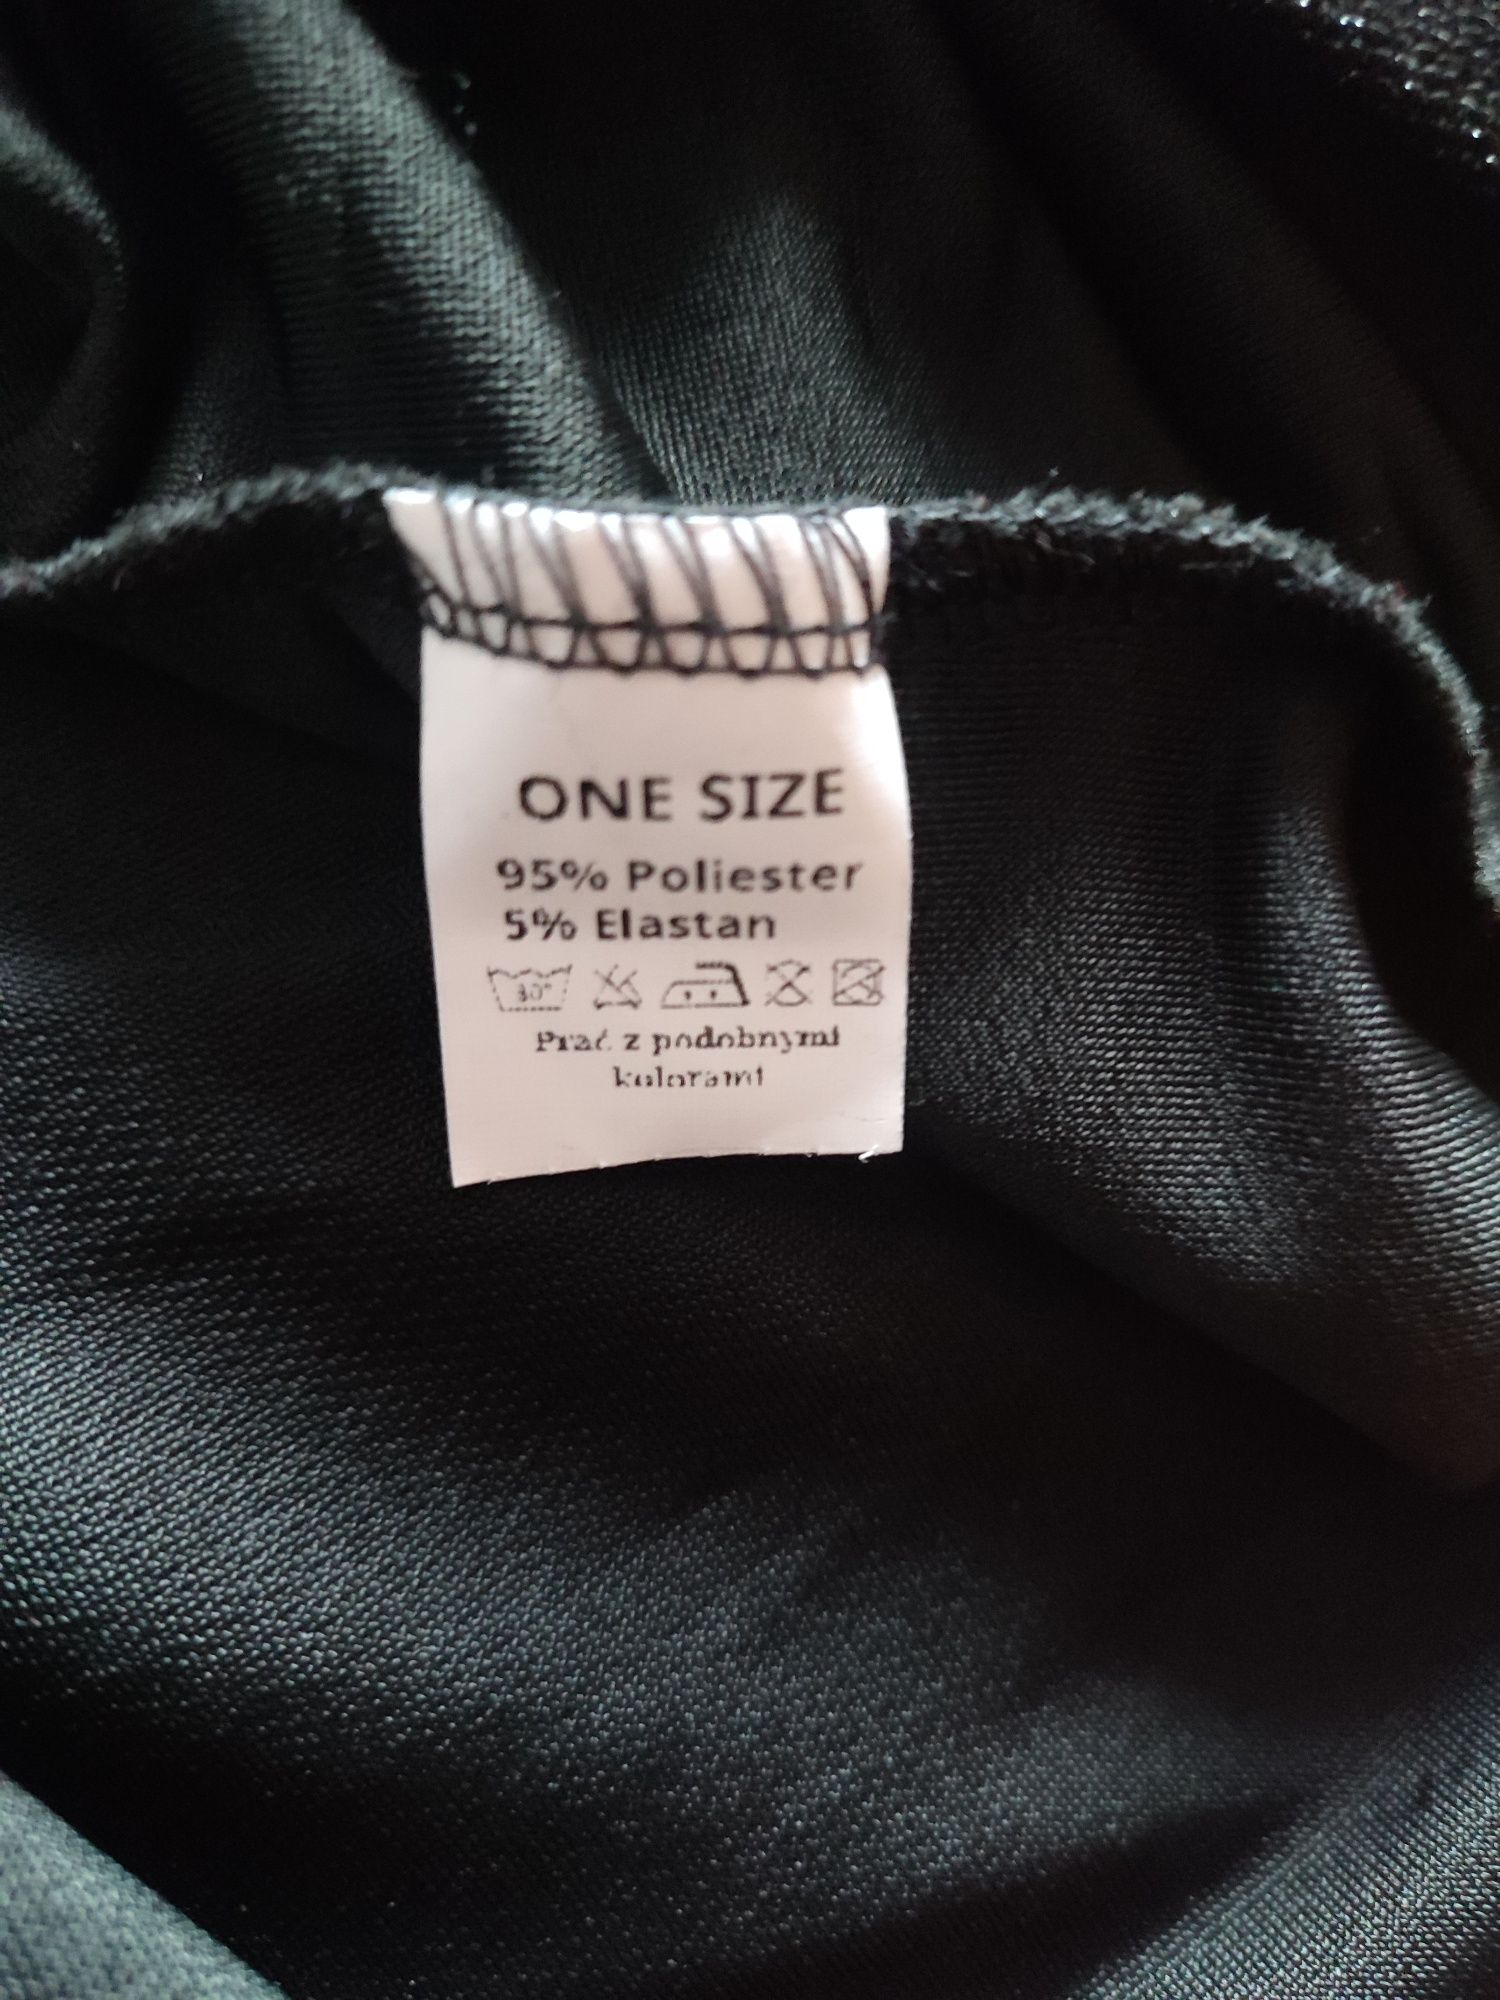 ONE SIZE
95% Poliester
5% Elastan
30°
Prać z podobnymi
kolorami